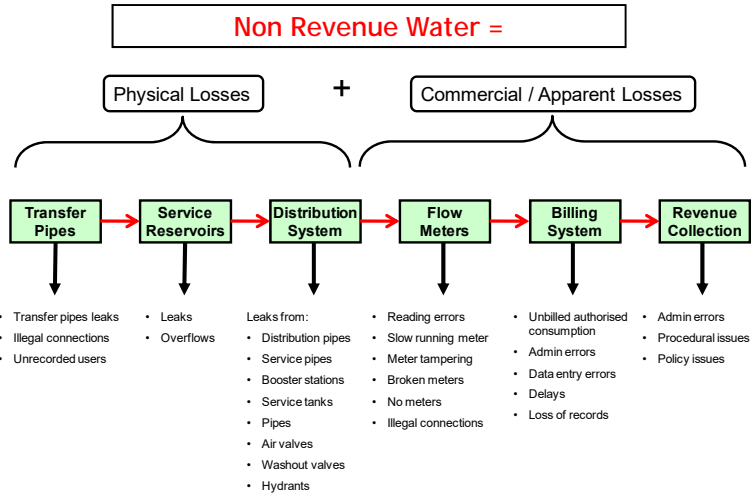 Non Revenue Water =
Physical Losses
+
Commercial / Apparent Losses
Transfer
Pipes
Service
Reservoirs
Distribution
System
Flow
Meters
Billing
System
Revenue
Collection
• Transfer pipes leaks
• Illegal connections
• Unrecorded users
• Leaks
• Overflows
Leaks from:
• Distribution pipes
• Service pipes
• Booster stations
• Service tanks
• Pipes
• Air valves
• Washout valves
• Hydrants
• Reading errors
• Slow running meter
• Meter tampering
• Broken meters
• No meters
• Illegal connections
• Unbilled authorised
consumption
• Admin errors
• Data entry errors
• Delays
• Loss of records
• Admin errors
• Procedural issues
• Policy issues